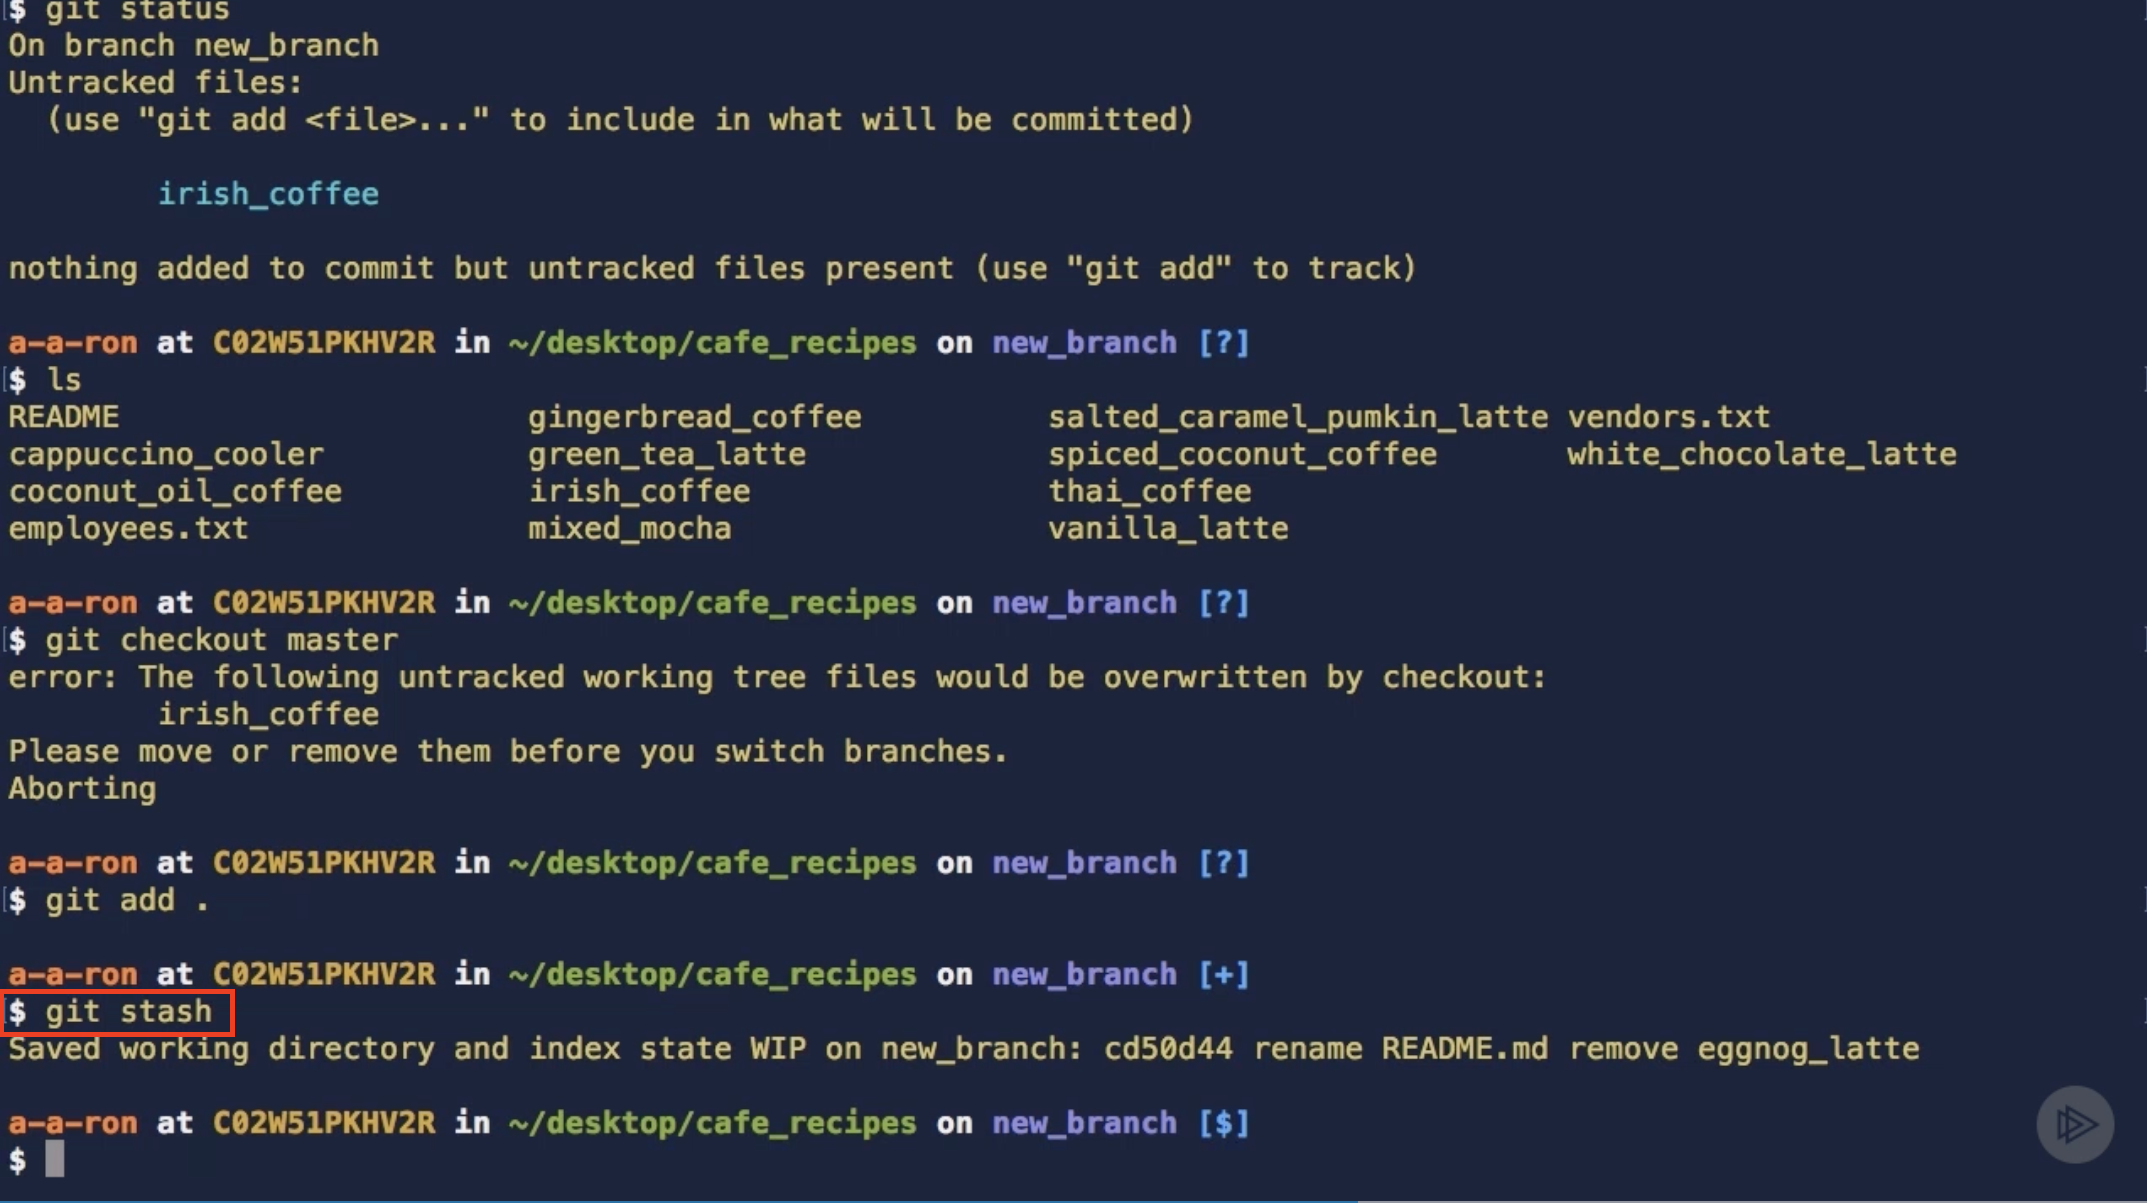 $ git status
On branch new_branch
Untracked files:
  (use "git add <file>..." to include in what will be committed)
        irish_coffee
nothing added to commit but untracked files present (use "git add" to track)
a-a-ron at C02W51PKHV2R in ~/desktop/cafe_recipes on new_branch [?]
$ ls
README gingerbread_coffee salted_caramel_pumkin_latte vendors.txt
cappuccino_cooler green_tea_latte spiced_coconut_coffee white_chocolate_latte
coconut_oil_coffee irish_coffee thai_coffee
employees.txt mixed_mocha vanilla_latte
a-a-ron at C02W51PKHV2R in ~/desktop/cafe_recipes on new_branch [?]
$ git checkout master
error: The following untracked working tree files would be overwritten by checkout:
        irish_coffee
Please move or remove them before you switch branches.
Aborting
a-a-ron at C02W51PKHV2R in ~/desktop/cafe_recipes on new_branch [?]
$ git add .
a-a-ron at C02W51PKHV2R in ~/desktop/cafe_recipes on new_branch [+]
$ git stash
Saved working directory and index state WIP on new_branch: cd50d44 rename README.md remove eggnog_latte
a-a-ron at C02W51PKHV2R in ~/desktop/cafe_recipes on new_branch [$]
$